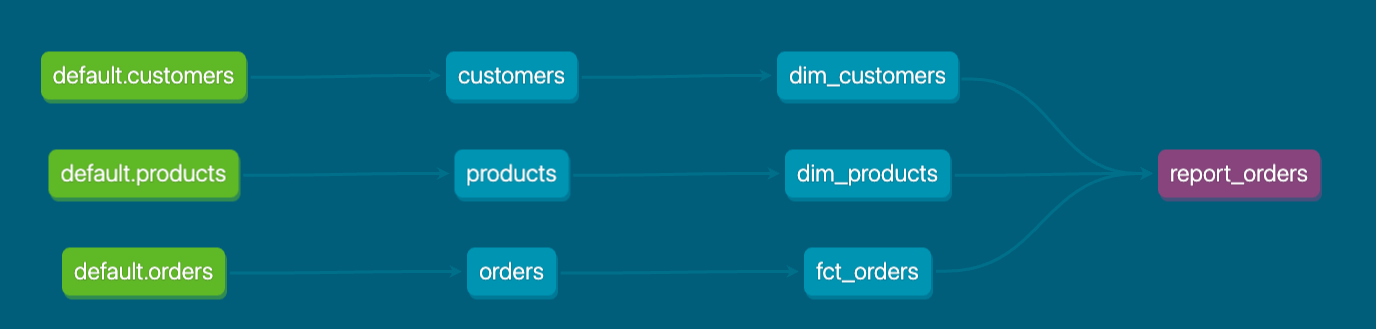 default.customers
customers
dim_customers
default.products
products
dim_products
report_orders
default.orders
orders
fct_orders